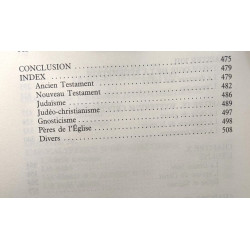 CONCLUSION 475
INDEX 479
Ancien Testament 479
Nouveau Testament 482
Judaïsme 486
Judéo-christianisme 489
Gnosticisme 497
Pères de l'Église 498
Divers 508